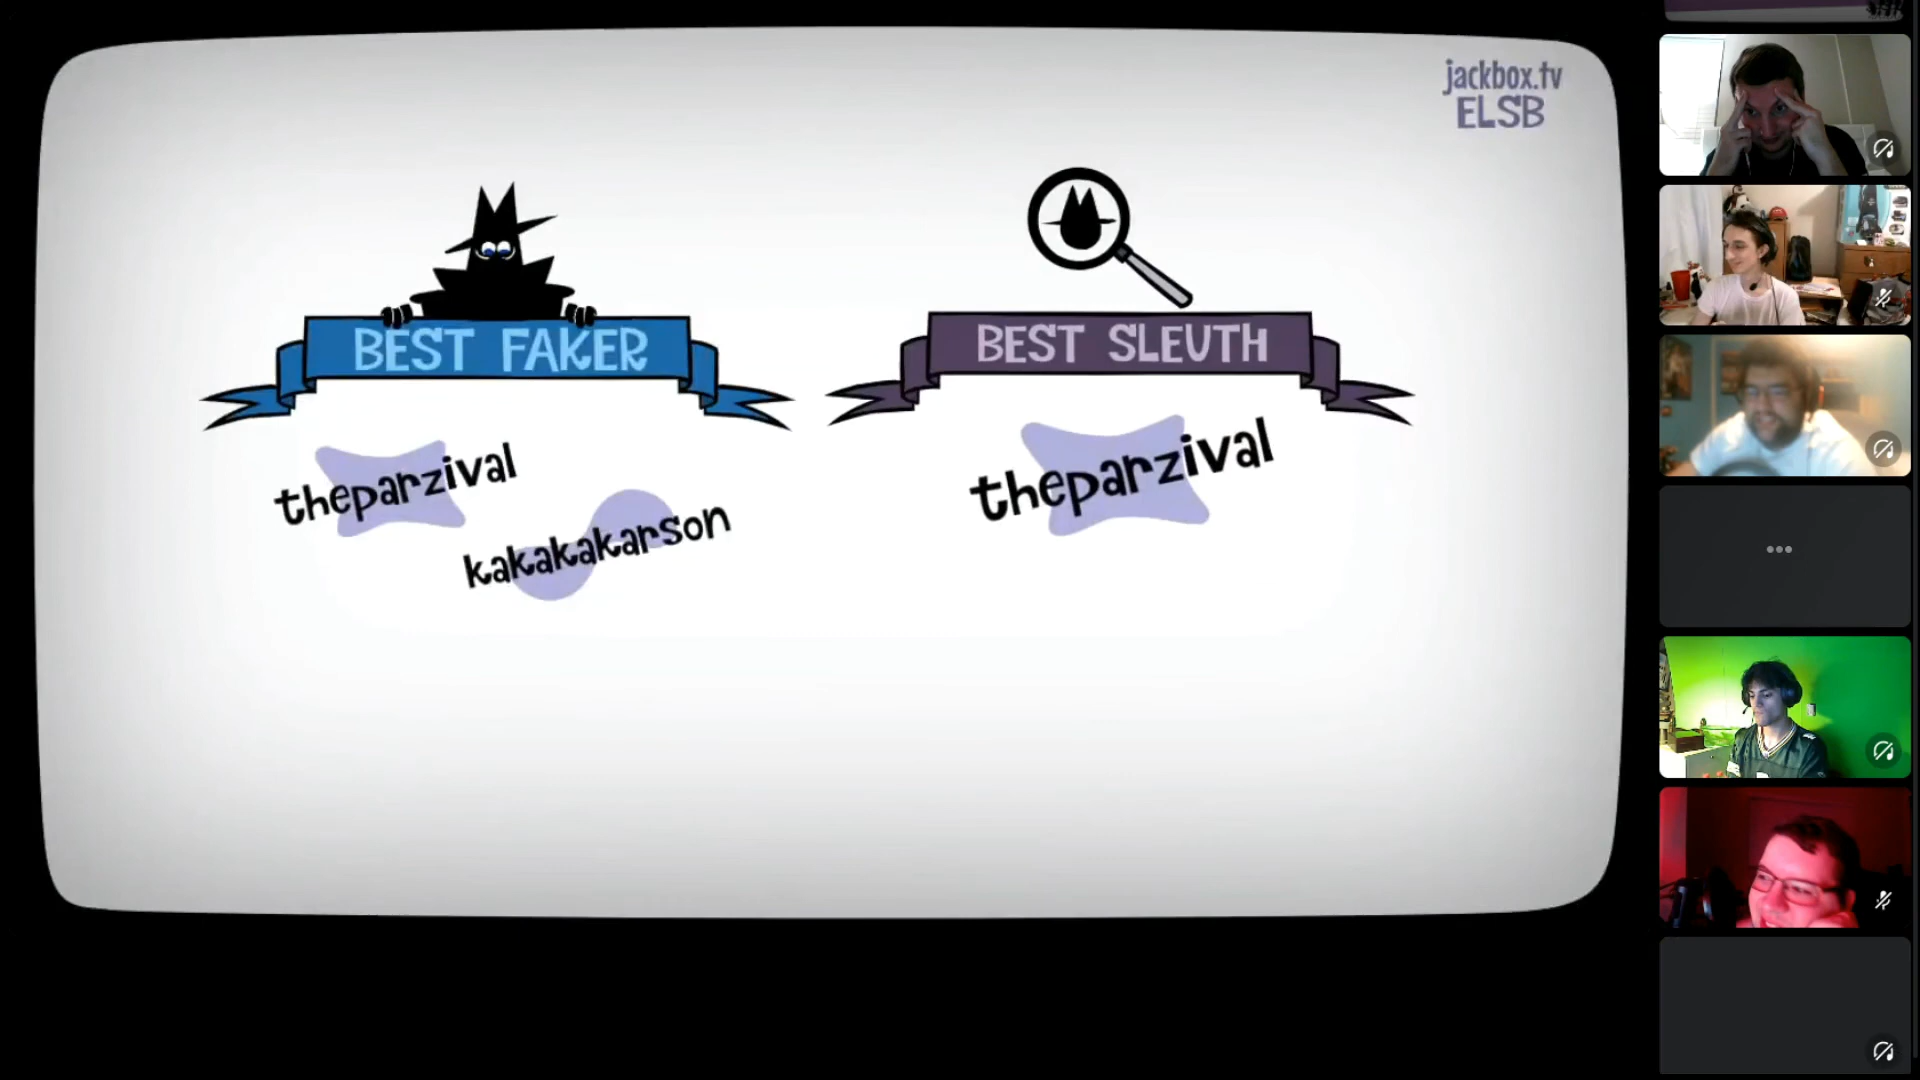 jackbox.tv
ELSB
BEST FAKER
BEST SLEUTH
theparzival
kakakakarson
theparzival